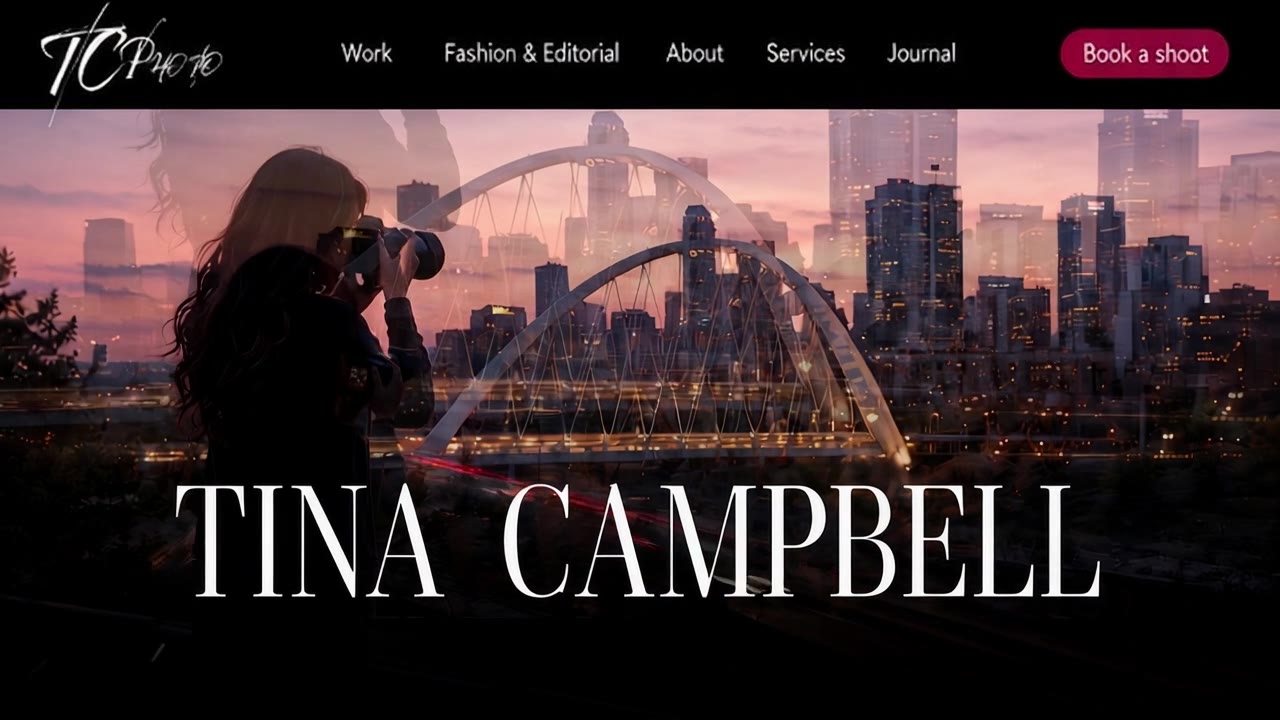 TCPHOTO
Work
Fashion & Editorial
About
Services
Journal
Book a shoot
TINA CAMPBELL